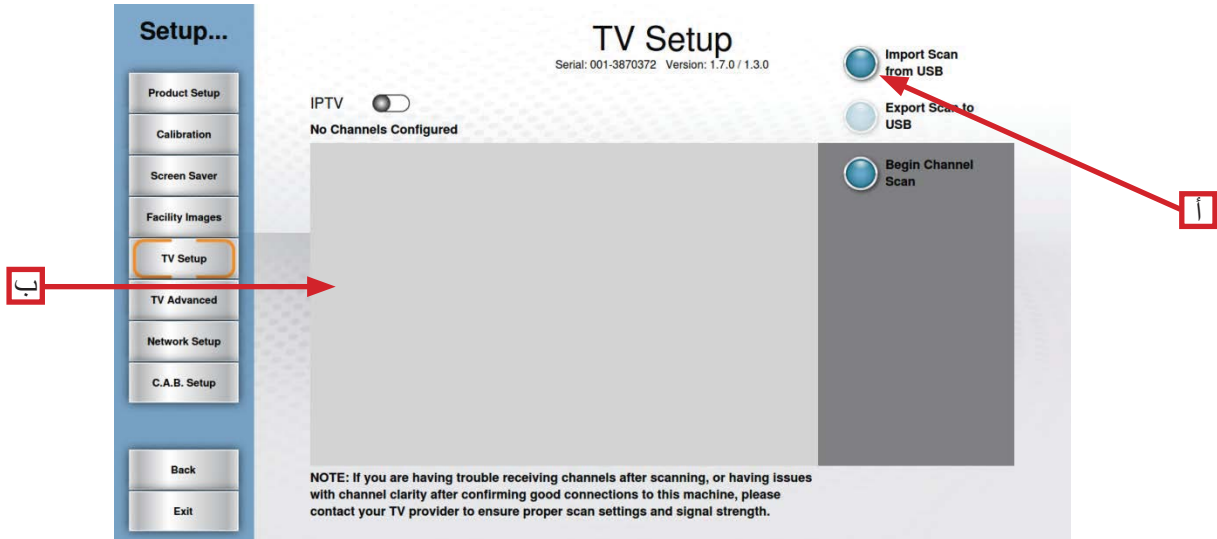 Setup...
Product Setup
Calibration
Screen Saver
Facility Images
TV Setup
TV Advanced
Network Setup
C.A.B. Setup
Back
Exit
TV Setup
Serial: 001-3870372 Version: 1.7.0 / 1.3.0
IPTV
No Channels Configured
Import Scan
from USB
Export Scan to
USB
Begin Channel
Scan
NOTE: If you are having trouble receiving channels after scanning, or having issues
with channel clarity after confirming good connections to this machine, please
contact your TV provider to ensure proper scan settings and signal strength.
أ
ب